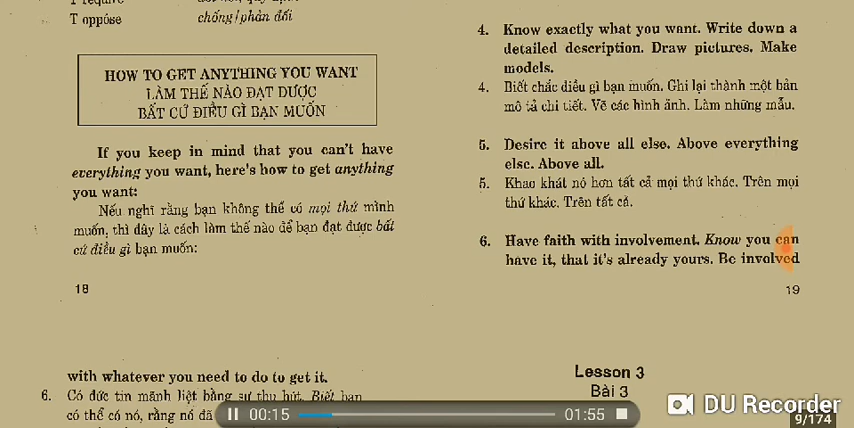 T oppóse chống/phản đối
HOW TO GET ANYTHING YOU WANT
LÀM THẾ NÀO ĐẠT ĐƯỢC
BẤT CỨ ĐIỀU GÌ BẠN MUỐN
If you keep in mind that you can't have
everything you want, here's how to get anything
you want:
Nếu nghĩ rằng bạn không thể có mọi thứ mình
muốn, thì đây là cách làm thế nào để bạn đạt được bất
cứ điều gì bạn muốn:
18
4. Know exactly what you want. Write down a
detailed description. Draw pictures. Make
models.
4. Biết chắc điều gì bạn muốn. Ghi lại thành một bản
mô tả chi tiết. Vẽ các hình ảnh. Làm những mẫu.
5. Desire it above all else. Above everything
else. Above all.
5. Khao khát nó hơn tất cả mọi thứ khác. Trên mọi
thứ khác. Trên tất cả.
6. Have faith with involvement. Know you can
have it, that it's already yours. Be involved
19
with whatever you need to do to get it.
6. Có đức tin mãnh liệt bằng sự thu hút. Biết bạn
có thể có nó, rằng nó đã
Lesson 3
Bài 3
00:15
01:55
DU Recorder
9/174